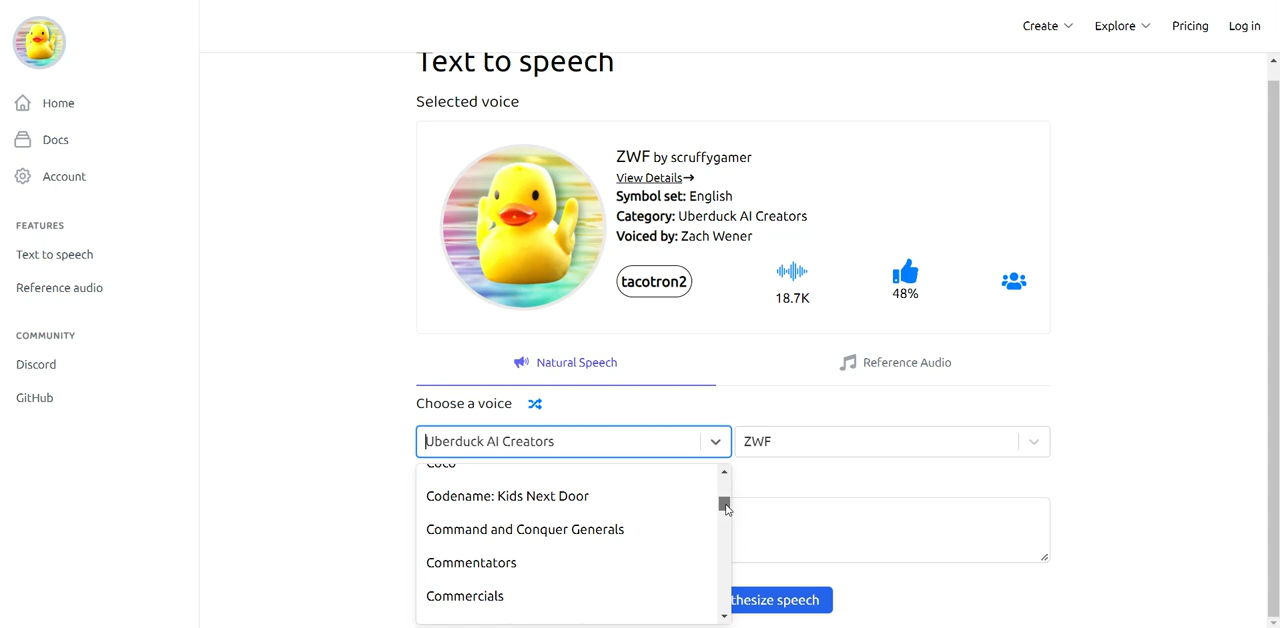 Create
Explore
Pricing
Log in
Home
Docs
Account
FEATURES
Text to speech
Reference audio
COMMUNITY
Discord
GitHub
Text to speech
Selected voice
ZWF by scruffygamer
View Details→
Symbol set: English
Category: Uberduck AI Creators
Voiced by: Zach Wener
tacotron2
18.7K
48%
Natural Speech
Reference Audio
Choose a voice
Uberduck AI Creators
ZWF
Coco
Codename: Kids Next Door
Command and Conquer Generals
Commentators
Commercials
thesize speech